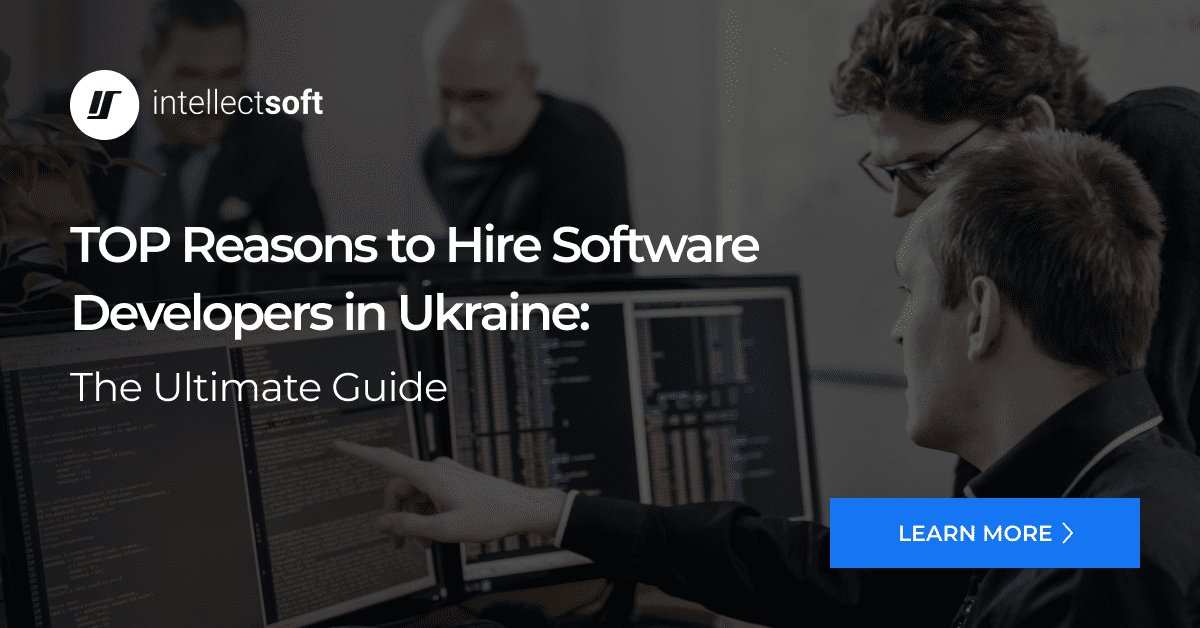 intellectsoft
TOP Reasons to Hire Software
Developers in Ukraine:
The Ultimate Guide
LEARN MORE